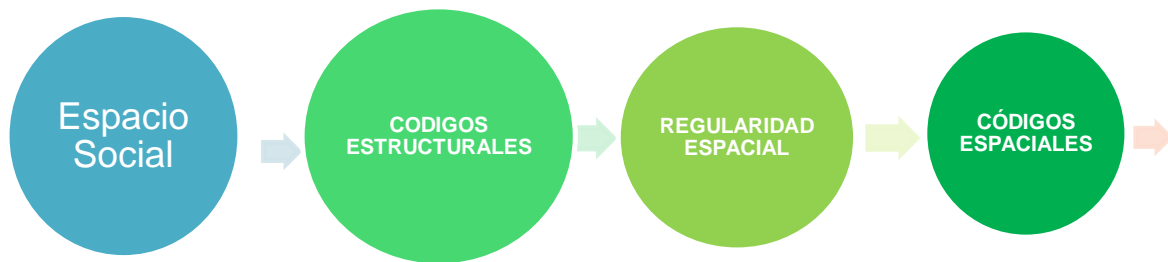 Espacio
Social
CODIGOS
ESTRUCTURALES
REGULARIDAD
ESPACIAL
CÓDIGOS
ESPACIALES